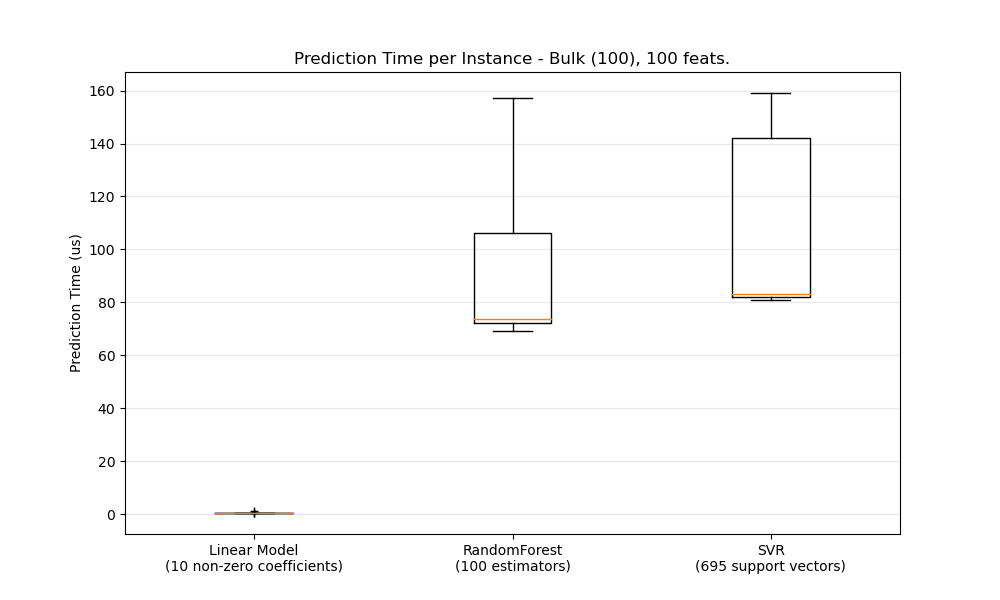 Prediction Time per Instance - Bulk (100), 100 feats.
Prediction Time (us)
160
140
120
100
80
60
40
20
0
Linear Model
(10 non-zero coefficients)
RandomForest
(100 estimators)
SVR
(695 support vectors)